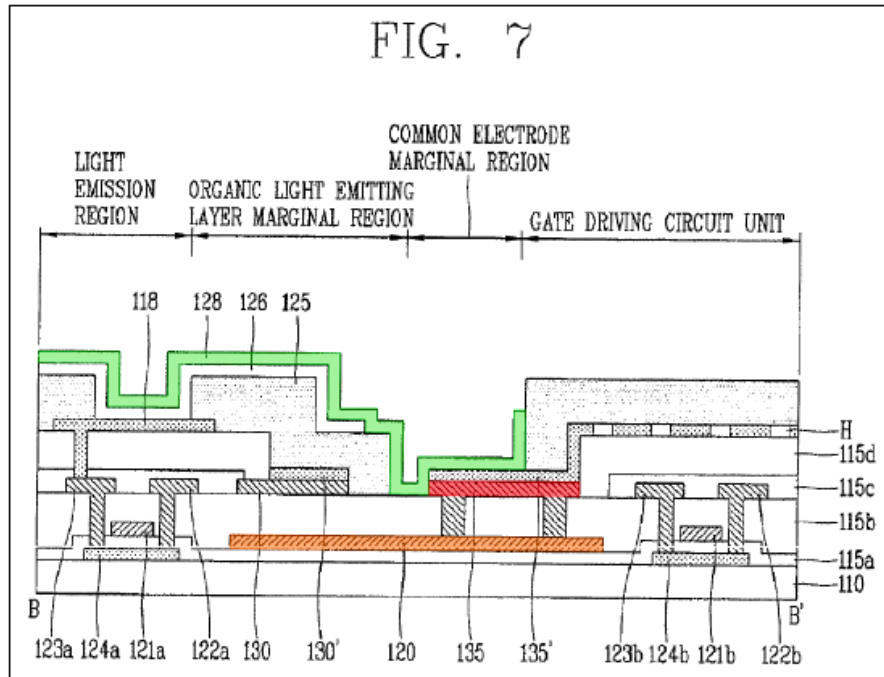 FIG. 7
COMMON ELECTRODE
MARGINAL REGION
LIGHT
EMISSION
REGION
ORGANIC LIGHT EMITTING
LAYER MARGINAL REGION
GATE DRIVING CIRCUIT UNIT
118 128 126 125
H
115d
115c
115b
115a
110
B B'
123a 124a 121a 122a 130 130' 120 135 135' 123b 124b 121b 122b